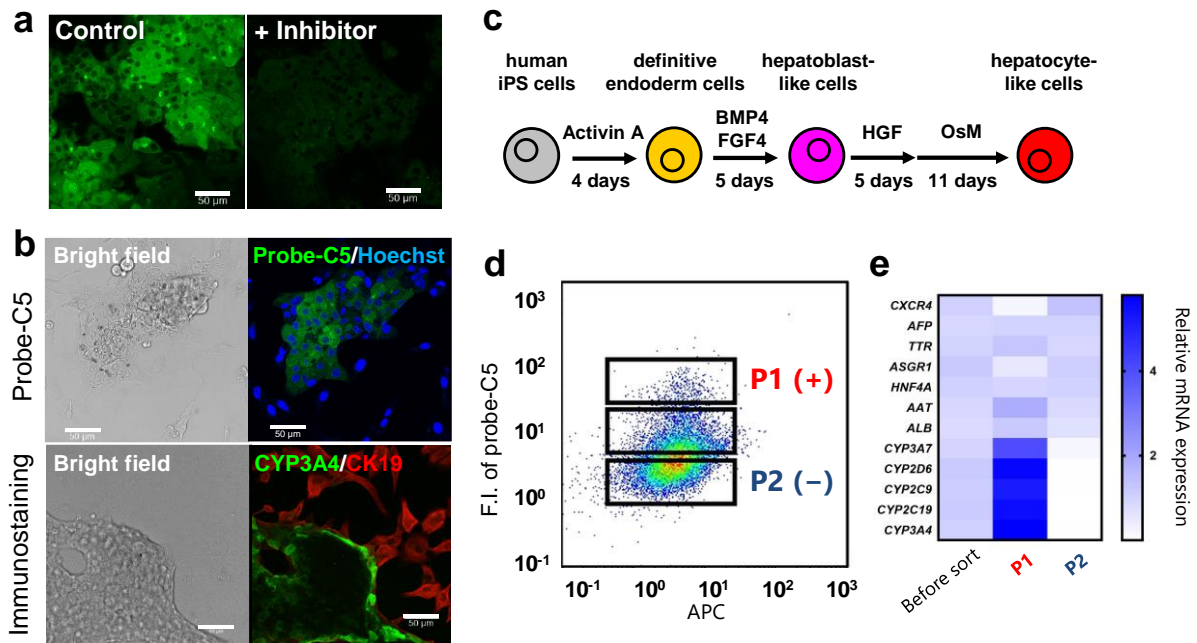 a
Control
+ Inhibitor
50 µm
50 µm
b
Probe-C5
Bright field
Probe-C5/Hoechst
50 µm
50 µm
Immunostaining
Bright field
CYP3A4/CK19
50 µm
c
human
iPS cells
definitive
endoderm cells
hepatoblast-
like cells
hepatocyte-
like cells
Activin A
4 days
BMP4
FGF4
5 days
HGF
5 days
OsM
11 days
d
F.I. of probe-C5
10³
10²
10¹
10⁰
10⁻¹
P1 (+)
P2 (−)
10⁻¹
10⁰
10¹
10²
10³
APC
e
CXCR4
AFP
TTR
ASGR1
HNF4A
AAT
ALB
CYP3A7
CYP2D6
CYP2C9
CYP2C19
CYP3A4
Before sort
P1
P2
4
2
Relative mRNA expression